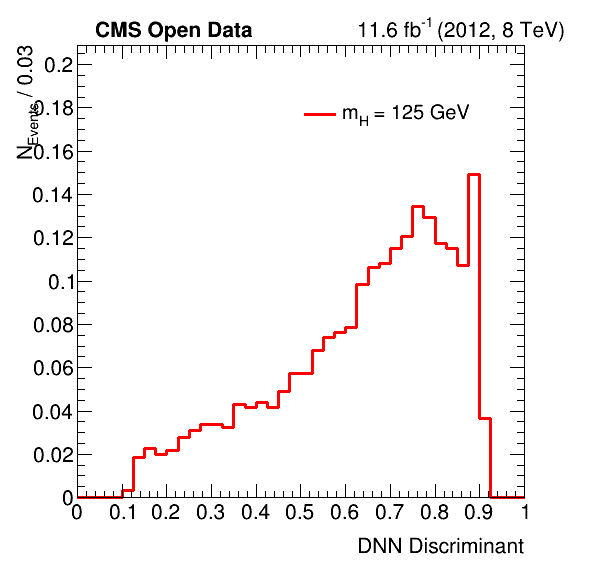 CMS Open Data 11.6 fb⁻¹ (2012, 8 TeV)
N_Events / 0.03
m_H = 125 GeV
0.2
0.18
0.16
0.14
0.12
0.1
0.08
0.06
0.04
0.02
0
0 0.1 0.2 0.3 0.4 0.5 0.6 0.7 0.8 0.9 1
DNN Discriminant